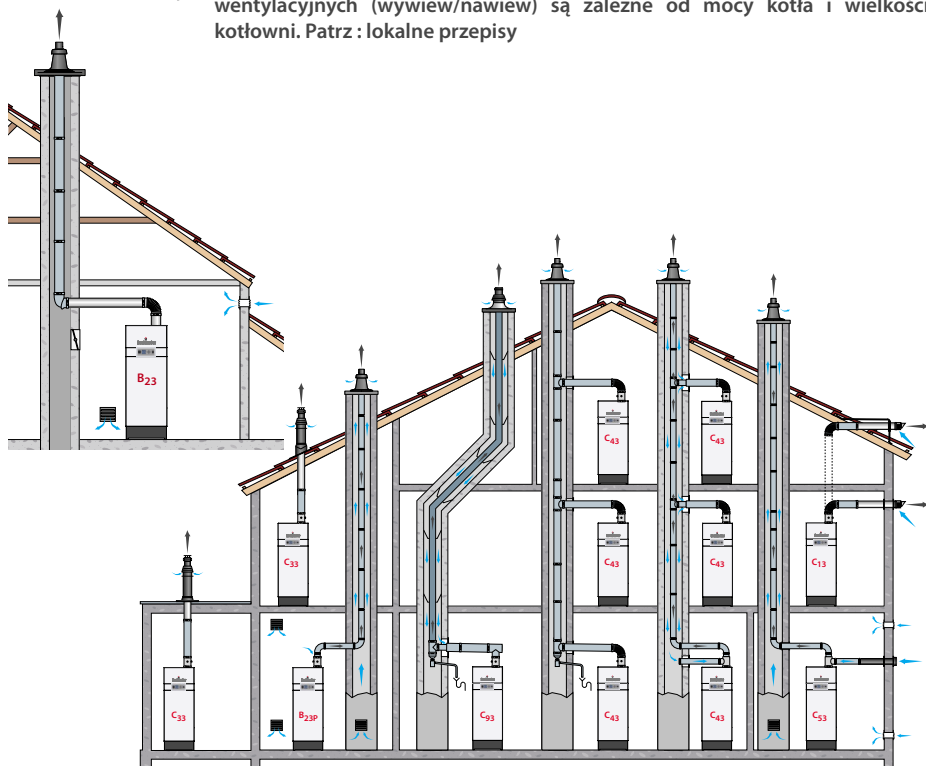 wentylacyjnych (wywiew/nawiew) są zależne od mocy kotła i wielkości
kotłowni. Patrz : lokalne przepisy
B23
C43
C43
C33
C43
C43
C13
C33
B23P
C93
C43
C43
C53